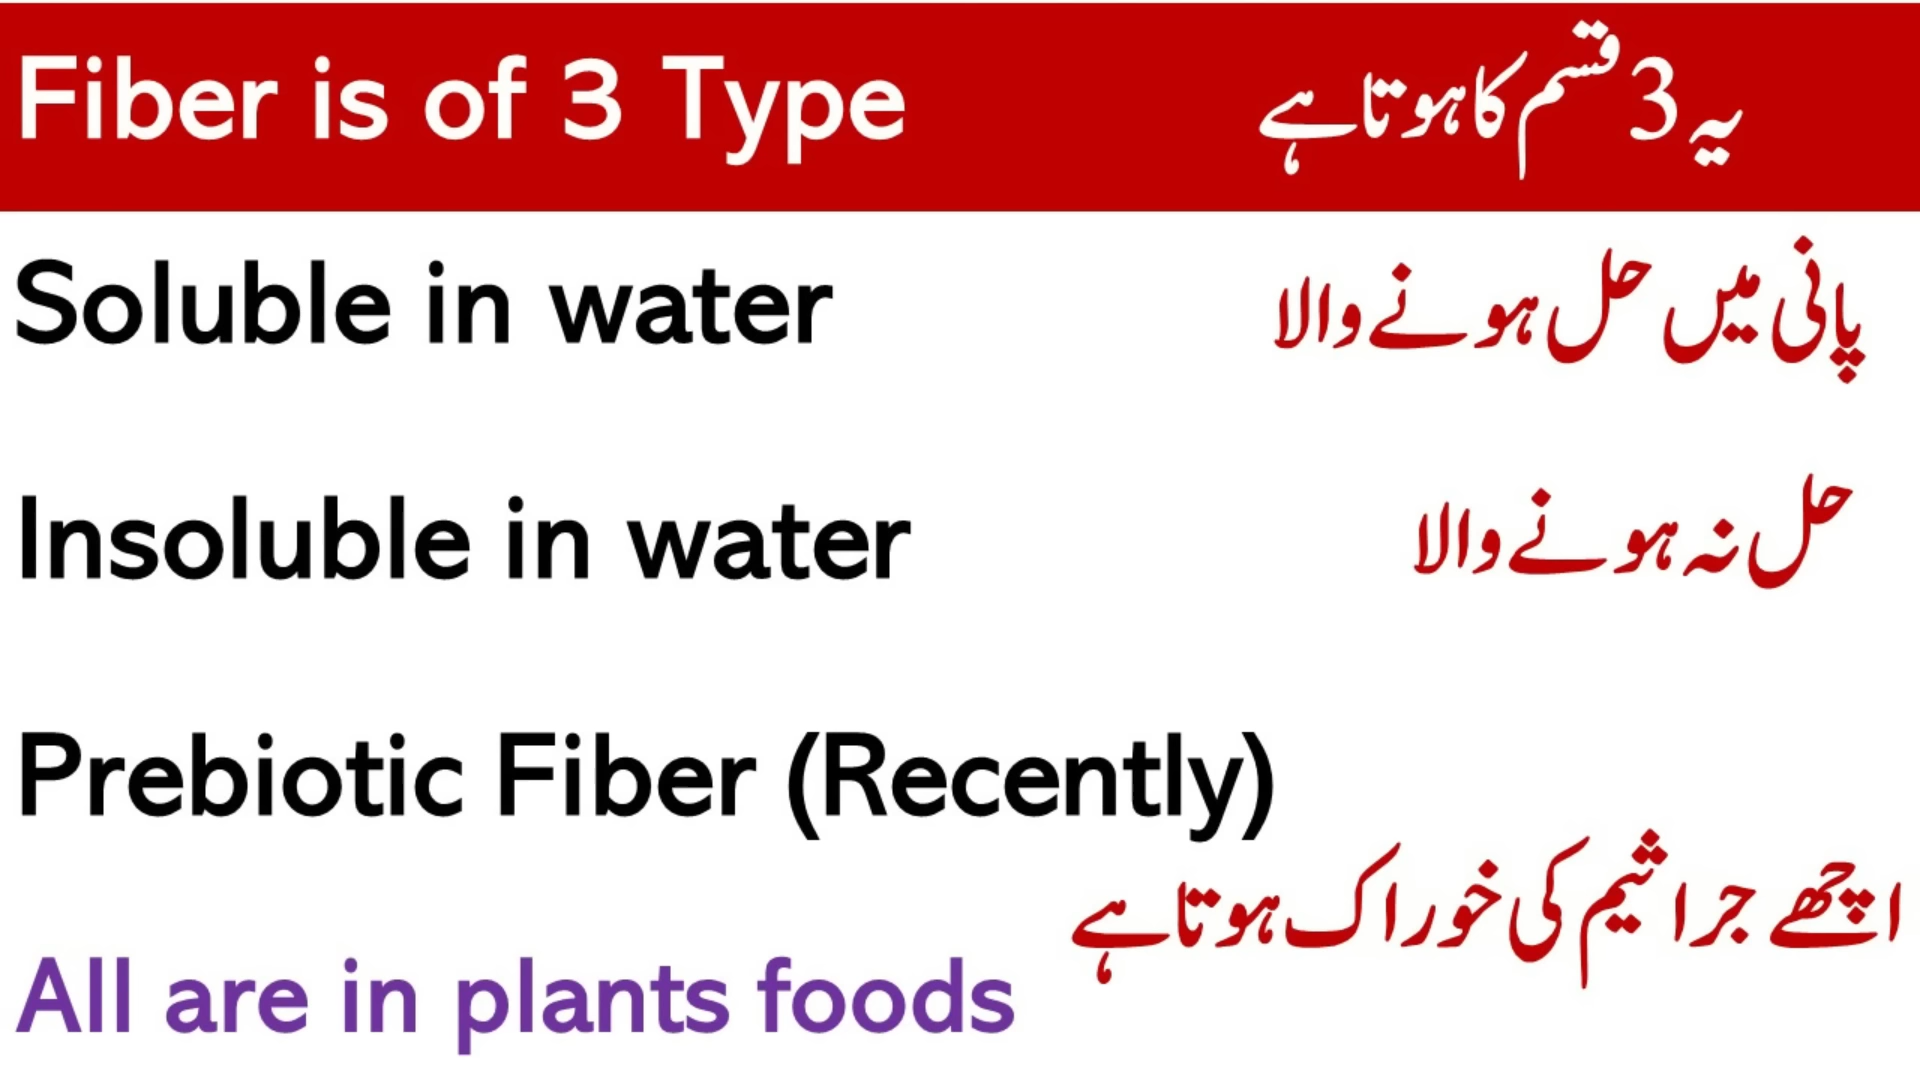 Fiber is of 3 Type یہ 3 قسم کا ہوتا ہے
Soluble in water پانی میں حل ہونے والا
Insoluble in water حل نہ ہونے والا
Prebiotic Fiber (Recently)
اچھے جراثیم کی خوراک ہوتا ہے
All are in plants foods